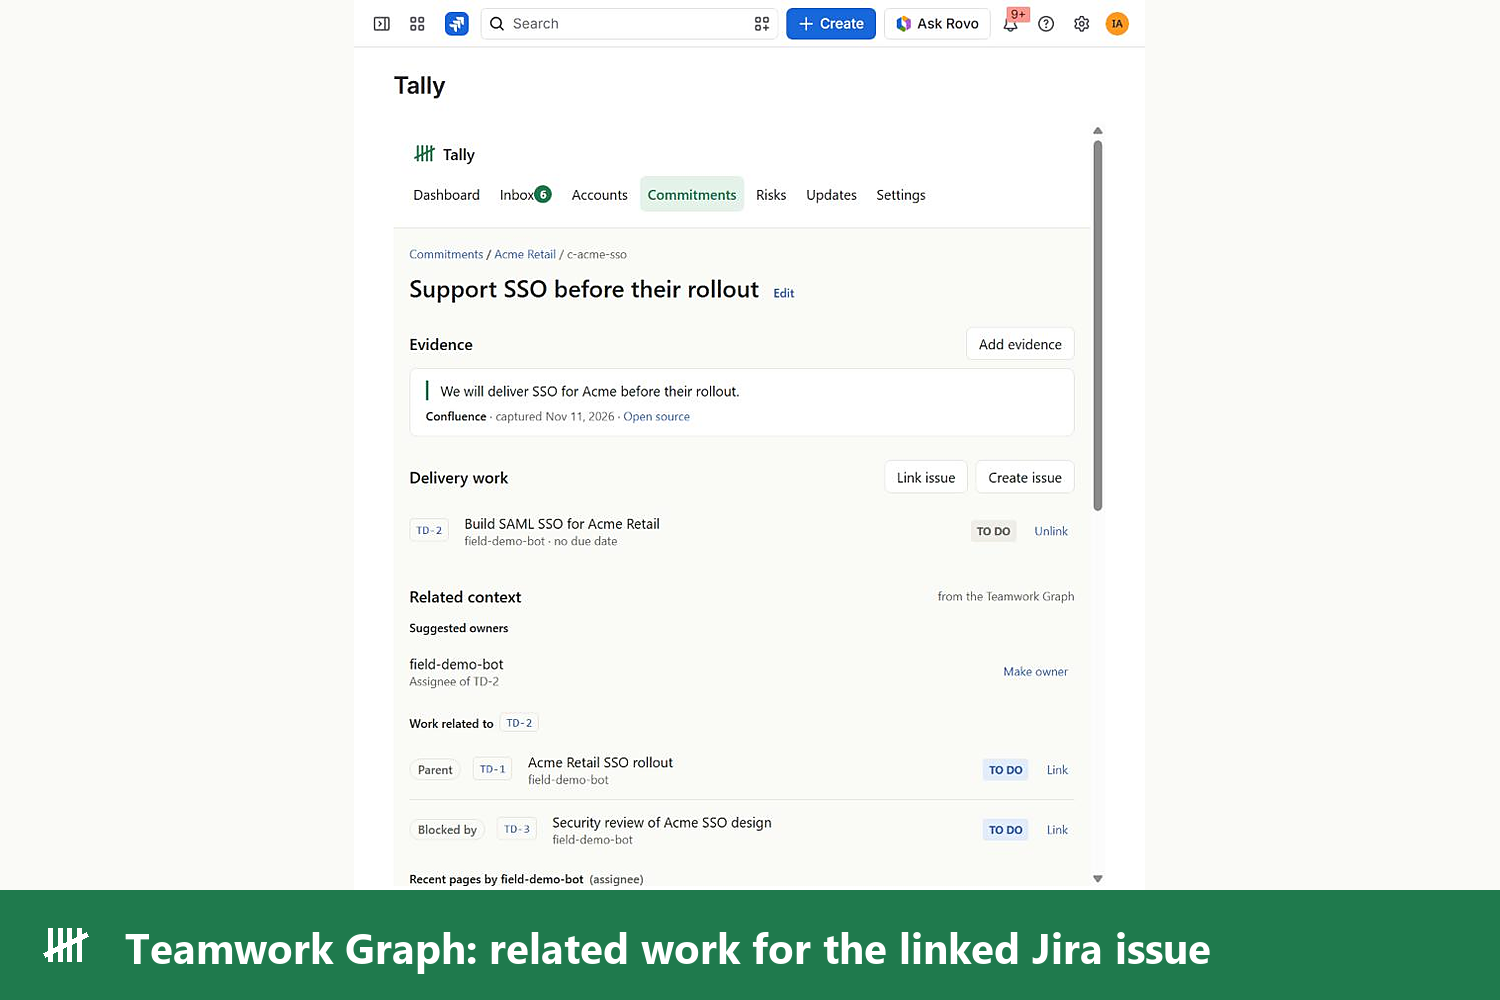 Search
Create
Ask Rovo
9+
IA
Tally
Tally
Dashboard Inbox 6 Accounts Commitments Risks Updates Settings
Commitments / Acme Retail / c-acme-sso
Support SSO before their rollout Edit
Evidence Add evidence
We will deliver SSO for Acme before their rollout.
Confluence · captured Nov 11, 2026 · Open source
Delivery work Link issue Create issue
TD-2 Build SAML SSO for Acme Retail TO DO Unlink
field-demo-bot · no due date
Related context from the Teamwork Graph
Suggested owners
field-demo-bot Make owner
Assignee of TD-2
Work related to TD-2
Parent TD-1 Acme Retail SSO rollout TO DO Link
field-demo-bot
Blocked by TD-3 Security review of Acme SSO design TO DO Link
field-demo-bot
Recent pages by field-demo-bot (assignee)
Teamwork Graph: related work for the linked Jira issue